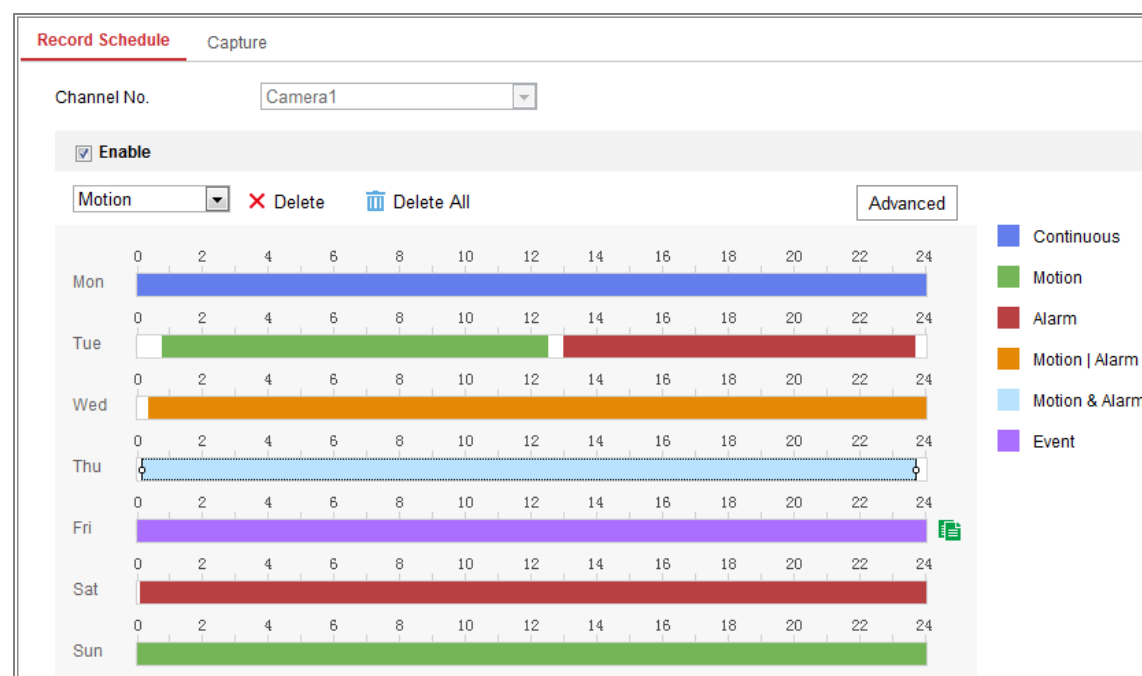 Record Schedule Capture
Channel No. Camera1
Enable
Motion Delete Delete All Advanced
0 2 4 6 8 10 12 14 16 18 20 22 24
Mon
0 2 4 6 8 10 12 14 16 18 20 22 24
Tue
0 2 4 6 8 10 12 14 16 18 20 22 24
Wed
0 2 4 6 8 10 12 14 16 18 20 22 24
Thu
0 2 4 6 8 10 12 14 16 18 20 22 24
Fri
0 2 4 6 8 10 12 14 16 18 20 22 24
Sat
0 2 4 6 8 10 12 14 16 18 20 22 24
Sun
Continuous
Motion
Alarm
Motion | Alarm
Motion & Alarm
Event